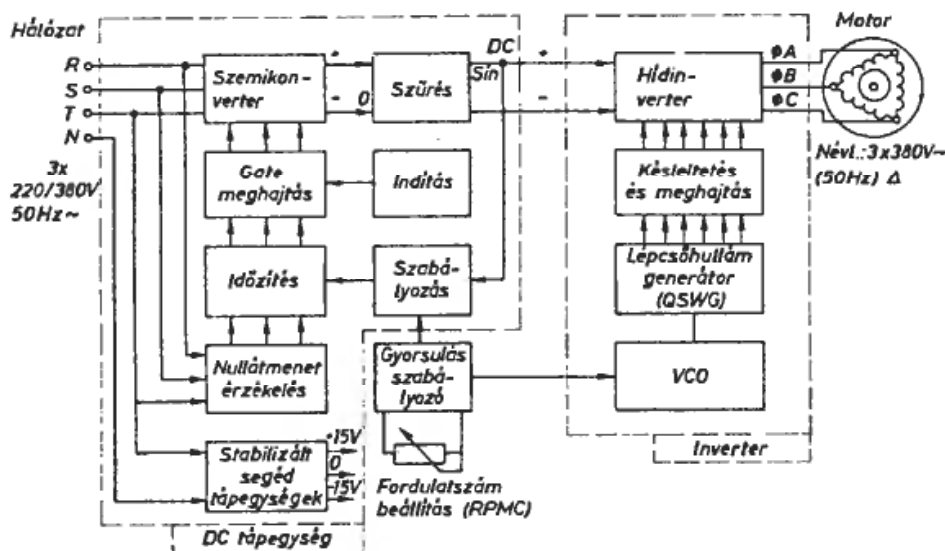 Hálózat
R
S
T
N
3x
220/380V
50Hz~
Szemikon-
verter
+
- 0
Szűrés
DC
Sín
+
-
Hídin-
verter
ΦA
ΦB
ΦC
Motor
Névl.:3x380V~
(50Hz) Δ
Gate
meghajtás
Indítás
Késleltetés
és meghajtás
Időzítés
Szabá-
lyozás
Lépcsőhullám
generátor
(QSWG)
Nullátmenet
érzékelés
Gyorsulás
szabá-
lyozó
VCO
Stabilizált
segéd
tápegységek
+15V
0
-15V
Fordulatszám
beállítás (RPMC)
Inverter
DC tápegység